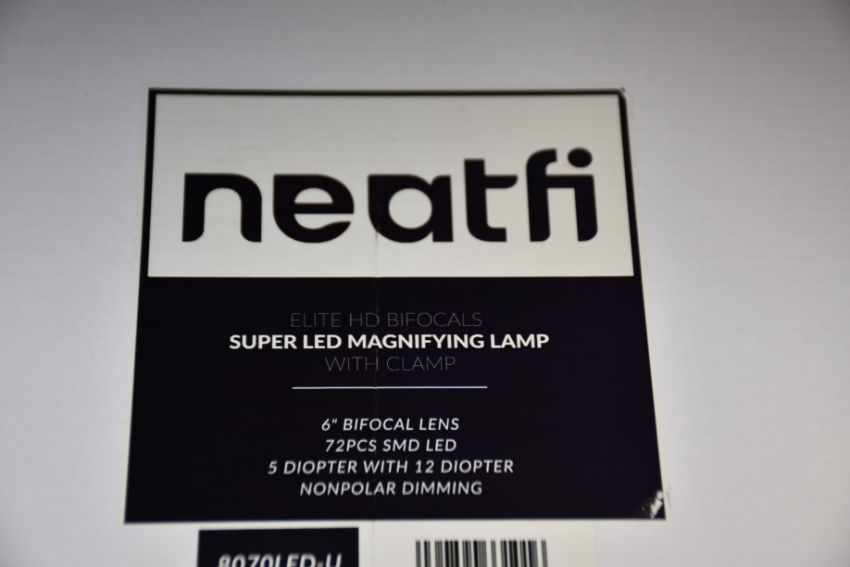 neatfi
ELITE HD BIFOCALS
SUPER LED MAGNIFYING LAMP
WITH CLAMP
6" BIFOCAL LENS
72PCS SMD LED
5 DIOPTER WITH 12 DIOPTER
NONPOLAR DIMMING
8070LED-U